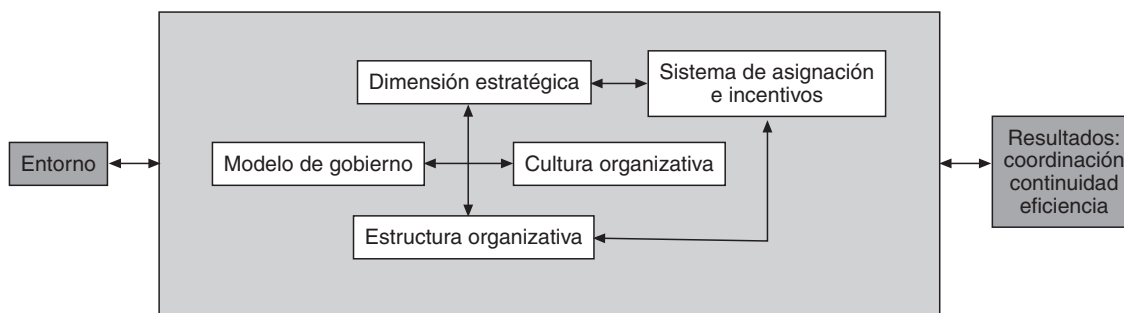 Dimensión estratégica
Sistema de asignación
e incentivos
Entorno
Modelo de gobierno
Cultura organizativa
Resultados:
coordinación
continuidad
eficiencia
Estructura organizativa